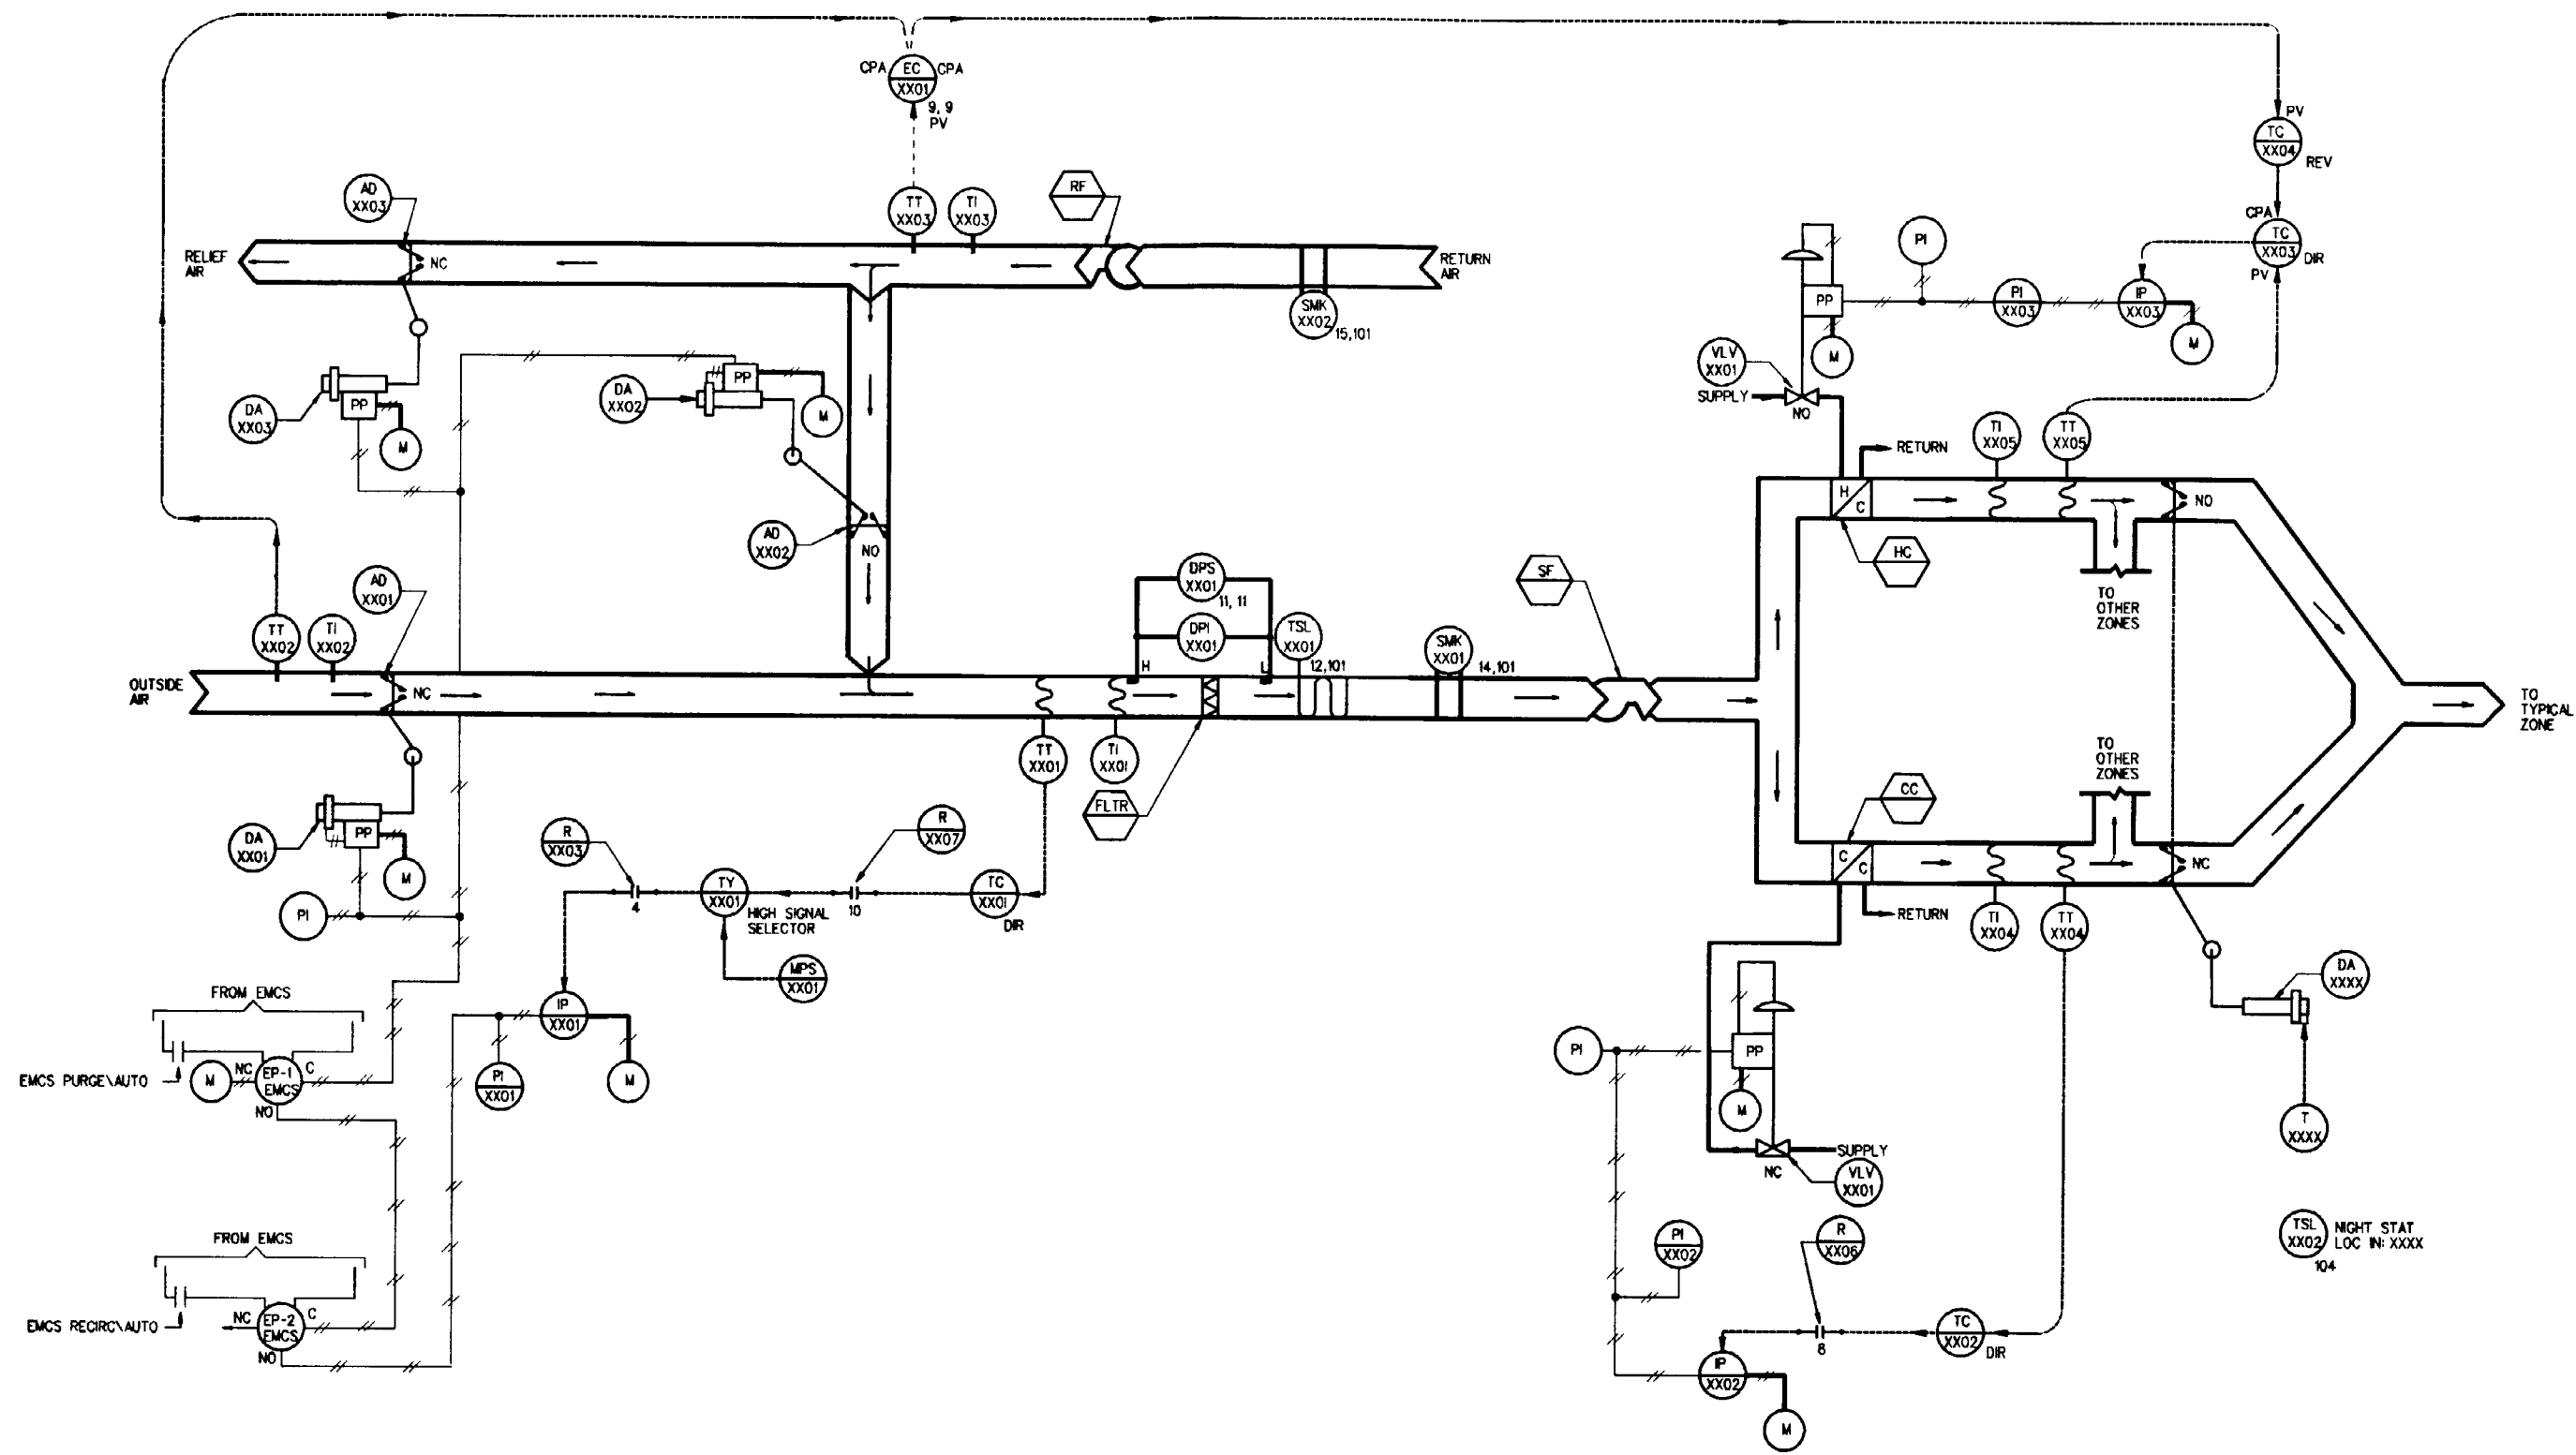 CPA
EC
XX01
CPA
9, 9
PV
PV
TC
XX04
REV
AD
XX03
TT
XX03
TI
XX03
RF
CPA
TC
XX03
DIR
PV
RELIEF
AIR
NC
RETURN
AIR
SMK
XX02
15,101
PI
PP
PI
XX03
IP
XX03
M
M
VLV
XX01
SUPPLY
NO
DA
XX03
PP
M
DA
XX02
PP
M
TI
XX05
TT
XX05
RETURN
H
C
NO
HC
AD
XX02
NO
TO
OTHER
ZONES
AD
XX01
DPS
XX01
11, 11
SF
TT
XX02
TI
XX02
DPI
XX01
TSL
XX01
12,101
SMK
XX01
14,101
H
L
OUTSIDE
AIR
NC
TO
TYPICAL
ZONE
TT
XX01
TI
XX01
FLTR
TO
OTHER
ZONES
CC
DA
XX01
PP
M
R
XX03
R
XX07
C
C
NC
PI
4
TY
XX01
HIGH SIGNAL
SELECTOR
10
TC
XX01
DIR
RETURN
TI
XX04
TT
XX04
MPS
XX01
DA
XXXX
FROM EMCS
IP
XX01
PI
PP
EMCS PURGE\AUTO
M
NC
EP-1
EMCS
C
NO
PI
XX01
M
M
T
XXXX
SUPPLY
NC
VLV
XX01
FROM EMCS
PI
XX02
R
XX06
TSL
XX02
NIGHT STAT
LOC IN: XXXX
104
EMCS RECIRC\AUTO
NC
EP-2
EMCS
C
NO
8
TC
XX02
DIR
IP
XX02
M